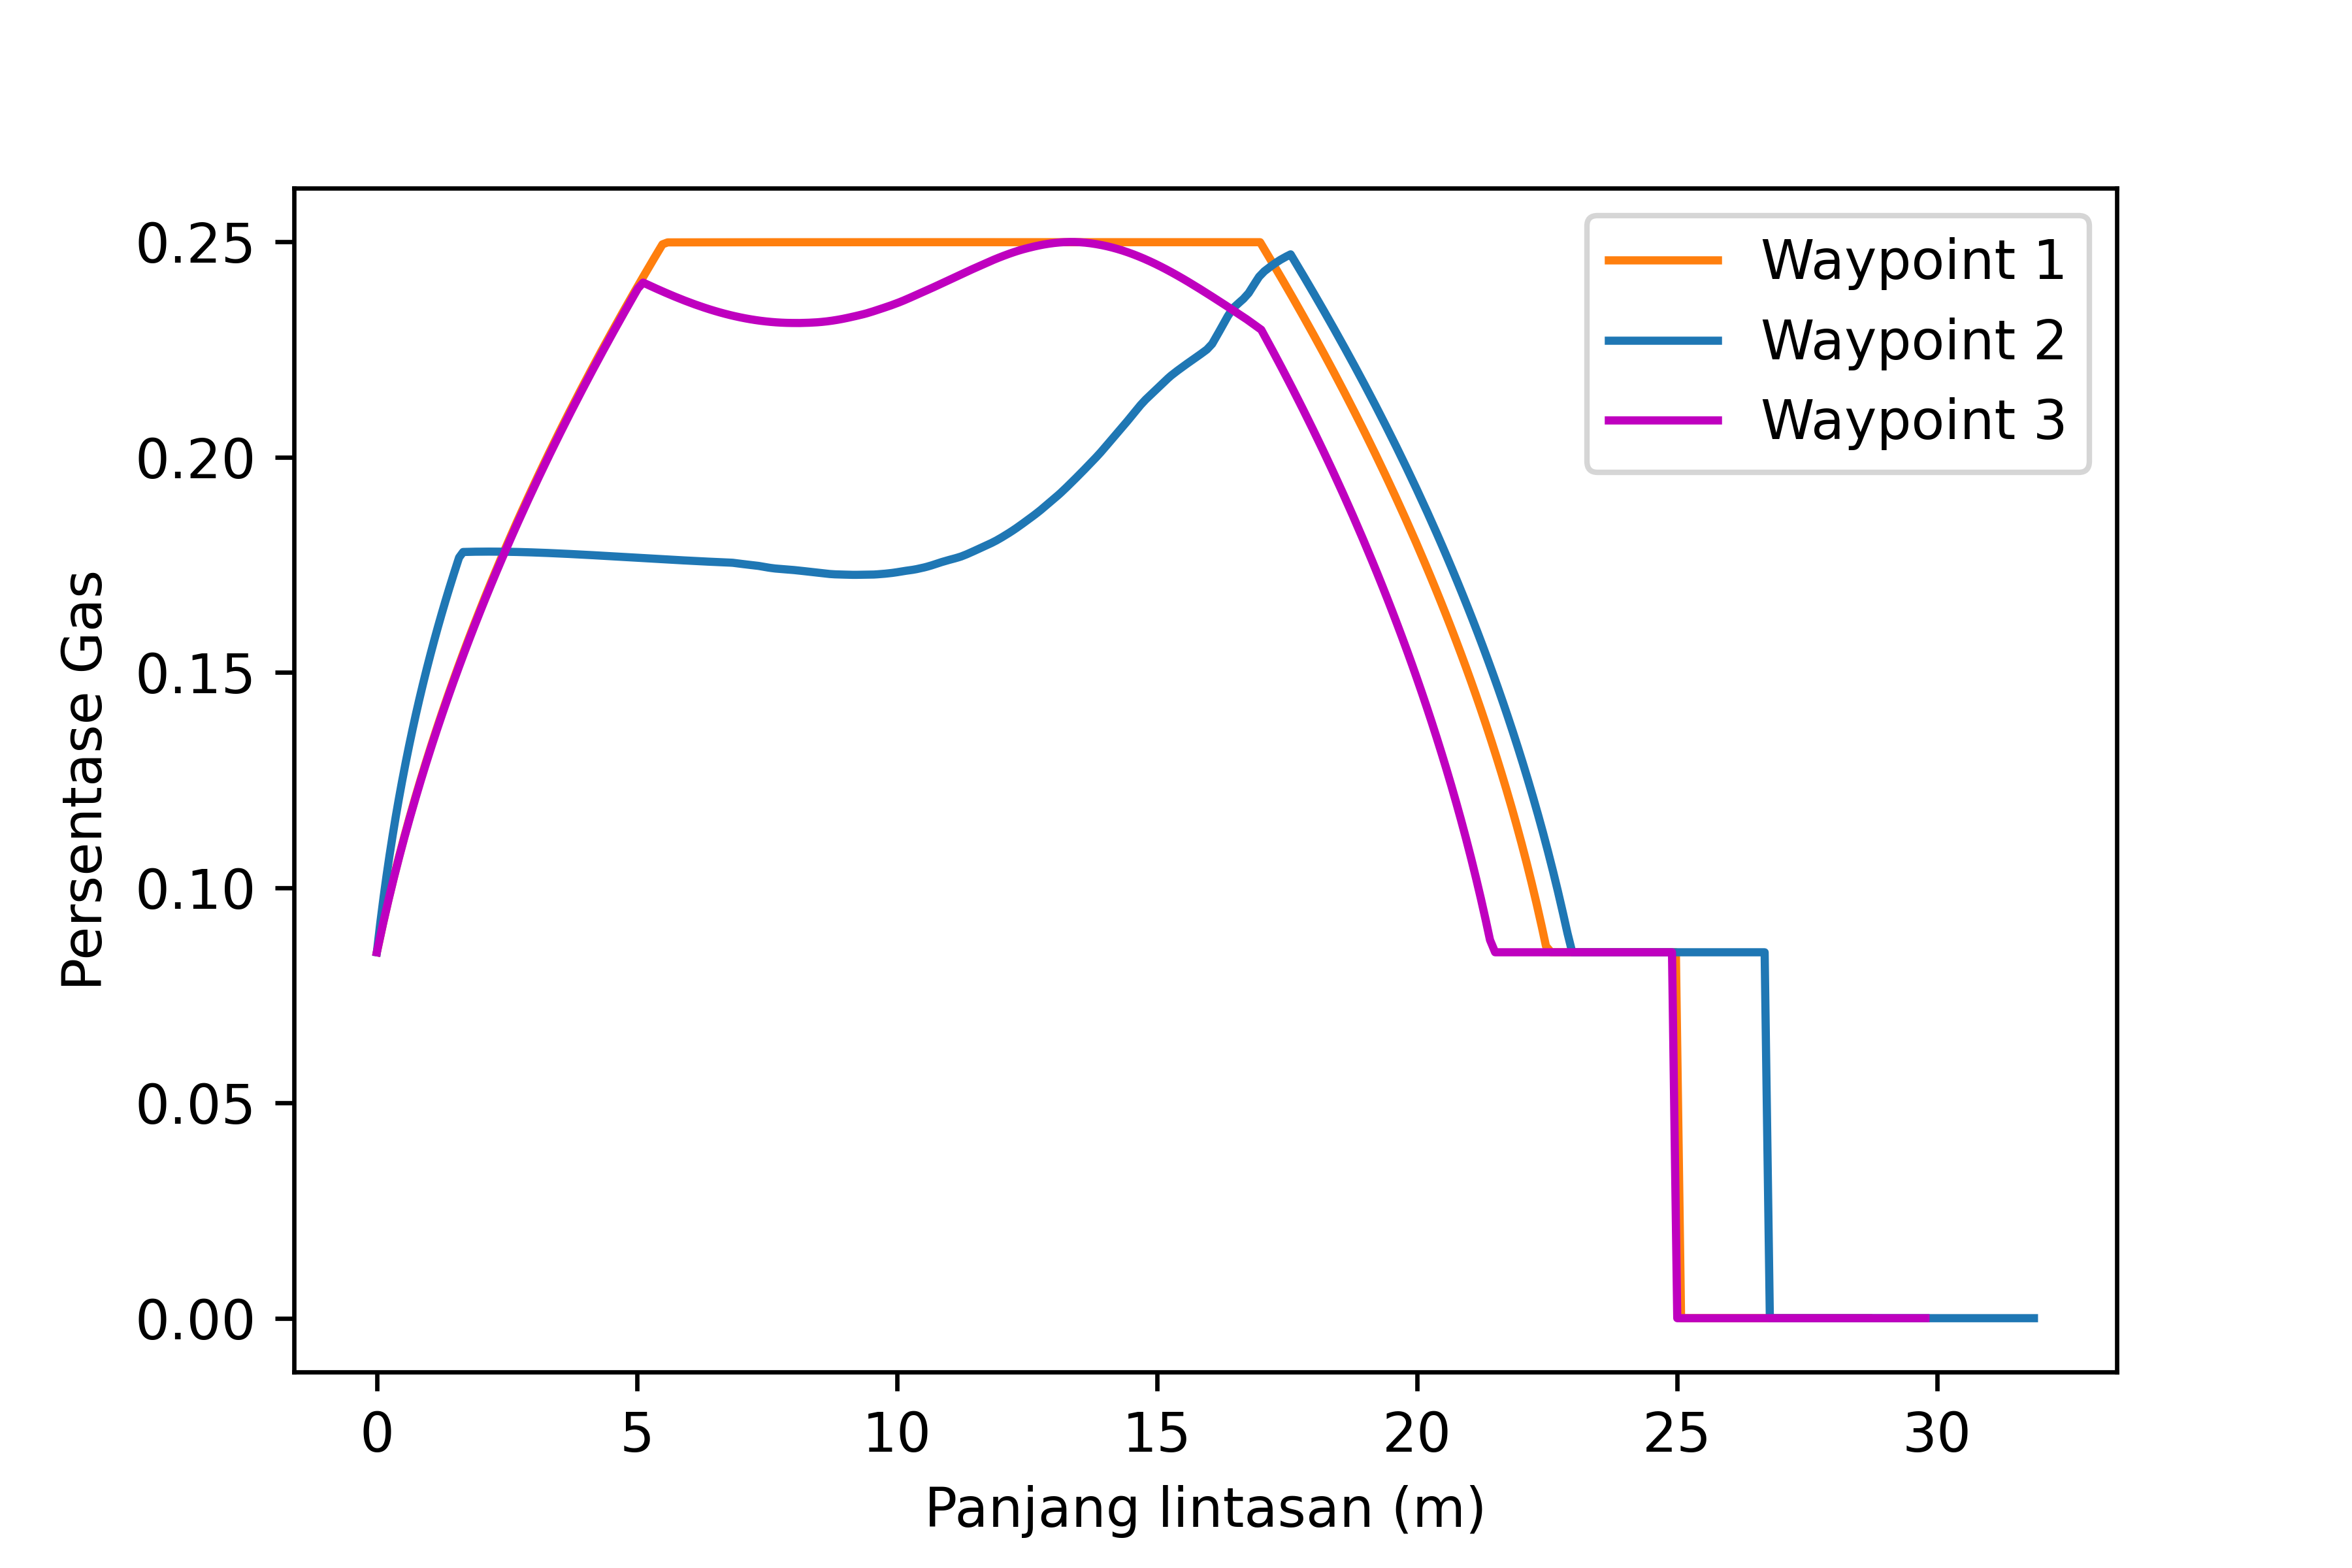 0.25
0.20
0.15
0.10
0.05
0.00
Persentase Gas
Waypoint 1
Waypoint 2
Waypoint 3
0 5 10 15 20 25 30
Panjang lintasan (m)